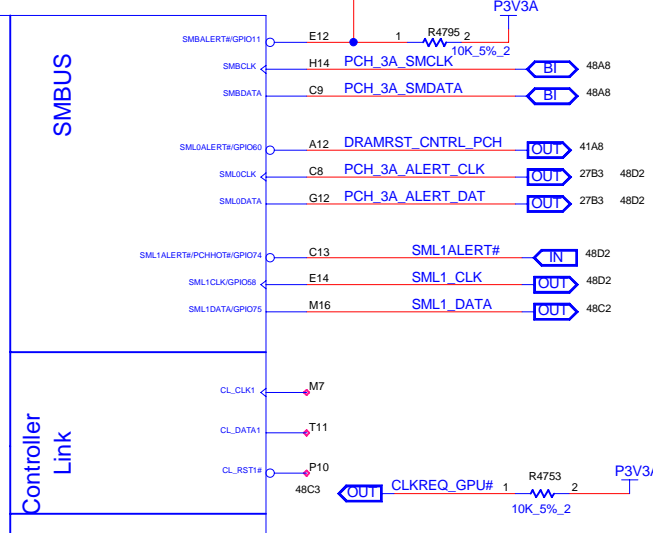 P3V3A
SMBUS
SMBALERT#/GPIO11 E12 1 R4795 2
10K_5%_2
SMBCLK H14 PCH_3A_SMCLK BI 48A8
SMBDATA C9 PCH_3A_SMDATA BI 48A8
SML0ALERT#/GPIO60 A12 DRAMRST_CNTRL_PCH OUT 41A8
SML0CLK C8 PCH_3A_ALERT_CLK OUT 27B3 48D2
SML0DATA G12 PCH_3A_ALERT_DAT OUT 27B3 48D2
SML1ALERT#/PCHHOT#/GPIO74 C13 SML1ALERT# IN 48D2
SML1CLK/GPIO58 E14 SML1_CLK OUT 48D2
SML1DATA/GPIO75 M16 SML1_DATA OUT 48C2
Controller
Link
CL_CLK1 M7
CL_DATA1 T11
CL_RST1# P10
48C3 OUT CLKREQ_GPU# 1 R4753 2 P3V3A
10K_5%_2